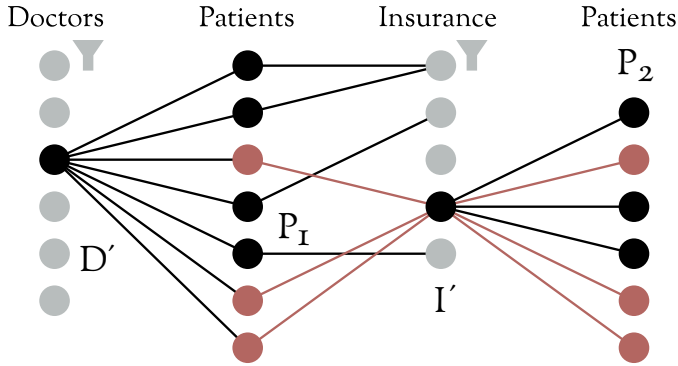 Doctors
Patients
Insurance
Patients
P₂
P₁
D´
I´